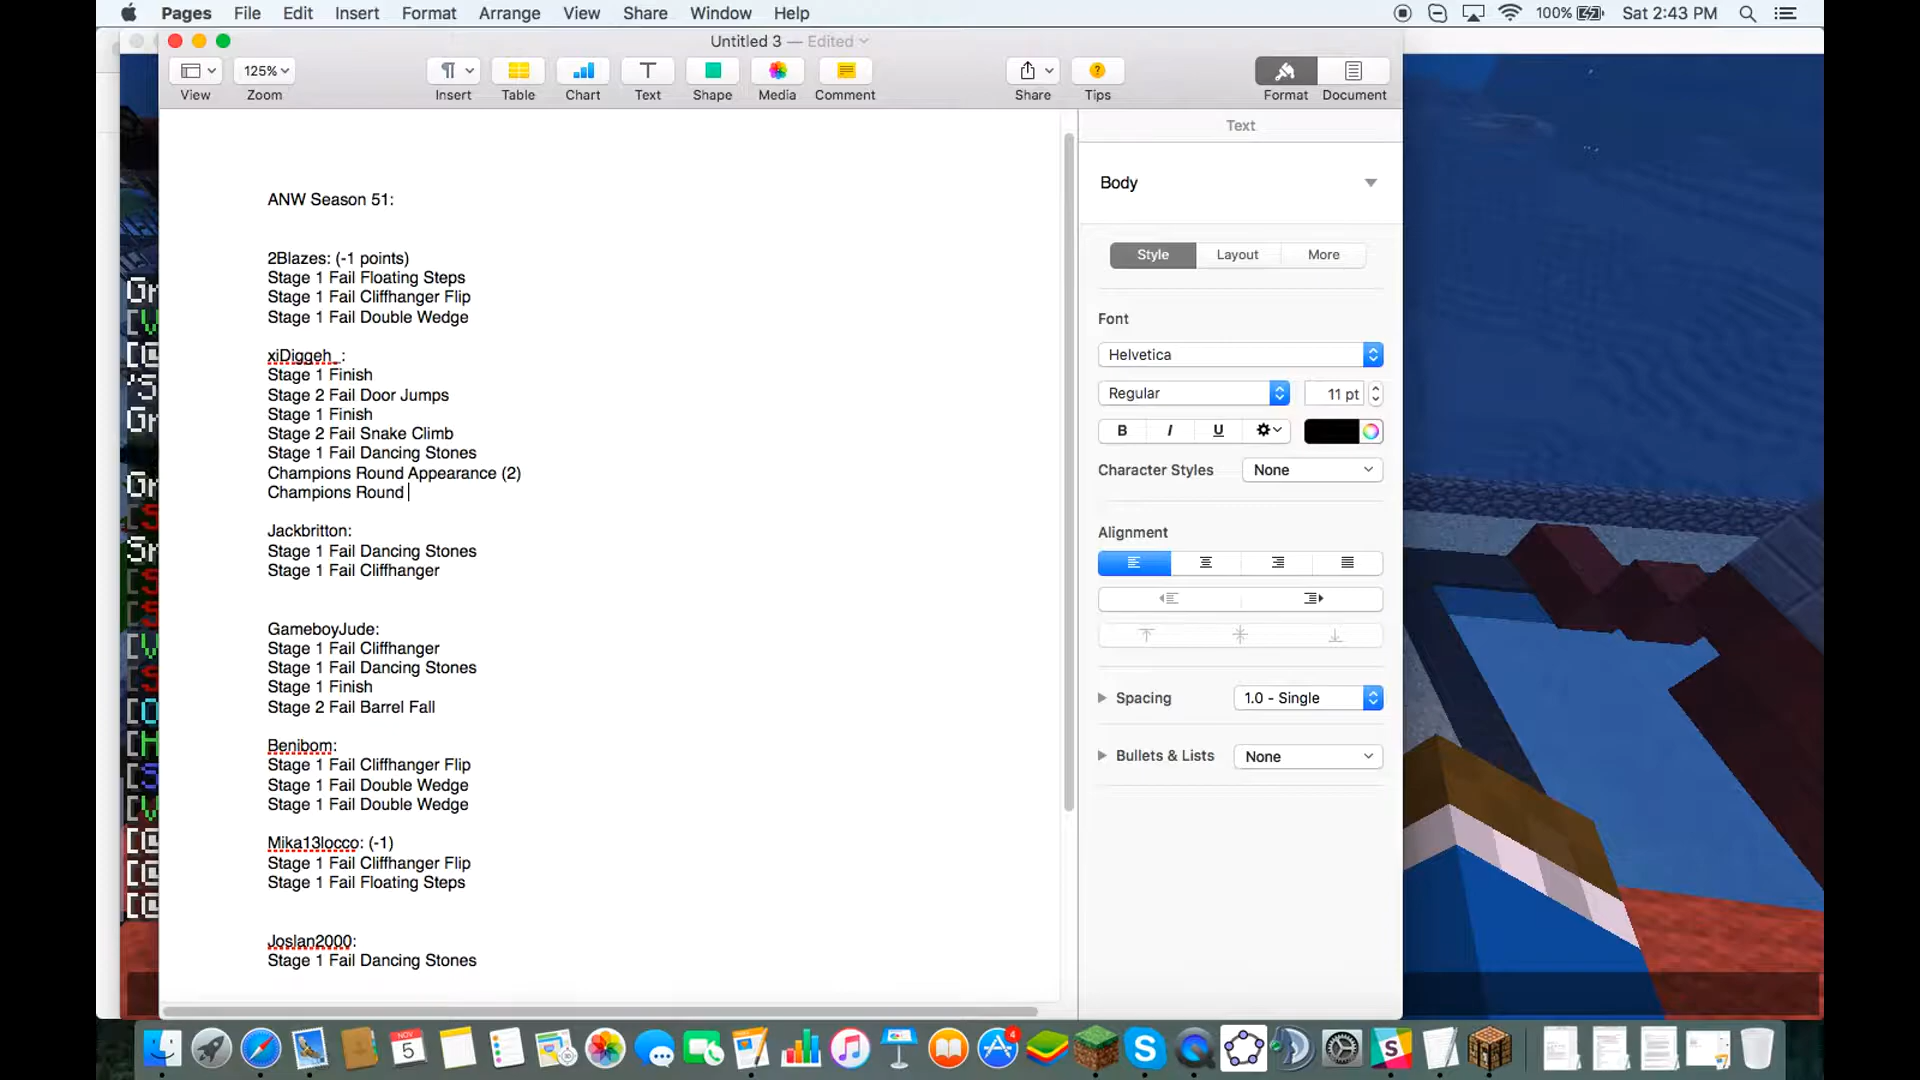 Pages File Edit Insert Format Arrange View Share Window Help
100% Sat 2:43 PM
Untitled 3 — Edited
125%
View Zoom Insert Table Chart Text Shape Media Comment Share Tips Format Document
Text
Body
Style Layout More
Font
Helvetica
Regular 11 pt
B I U
Character Styles None
Alignment
Spacing 1.0 - Single
Bullets & Lists None
ANW Season 51:
2Blazes: (-1 points)
Stage 1 Fail Floating Steps
Stage 1 Fail Cliffhanger Flip
Stage 1 Fail Double Wedge
xiDiggeh_:
Stage 1 Finish
Stage 2 Fail Door Jumps
Stage 1 Finish
Stage 2 Fail Snake Climb
Stage 1 Fail Dancing Stones
Champions Round Appearance (2)
Champions Round
Jackbritton:
Stage 1 Fail Dancing Stones
Stage 1 Fail Cliffhanger
GameboyJude:
Stage 1 Fail Cliffhanger
Stage 1 Fail Dancing Stones
Stage 1 Finish
Stage 2 Fail Barrel Fall
Benibom:
Stage 1 Fail Cliffhanger Flip
Stage 1 Fail Double Wedge
Stage 1 Fail Double Wedge
Mika13locco: (-1)
Stage 1 Fail Cliffhanger Flip
Stage 1 Fail Floating Steps
Joslan2000:
Stage 1 Fail Dancing Stones
NOV
5
4